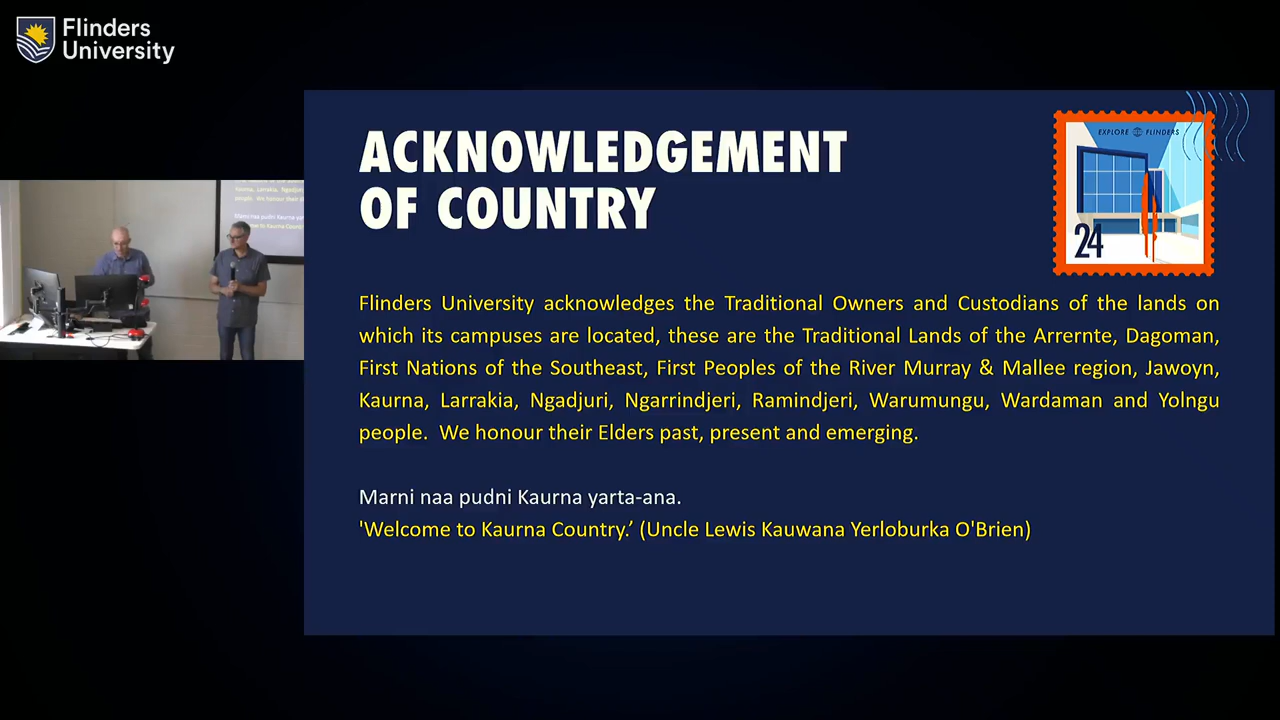 Flinders
University
ACKNOWLEDGEMENT
OF COUNTRY
EXPLORE FLINDERS
24
Flinders University acknowledges the Traditional Owners and Custodians of the lands on
which its campuses are located, these are the Traditional Lands of the Arrernte, Dagoman,
First Nations of the Southeast, First Peoples of the River Murray & Mallee region, Jawoyn,
Kaurna, Larrakia, Ngadjuri, Ngarrindjeri, Ramindjeri, Warumungu, Wardaman and Yolngu
people.  We honour their Elders past, present and emerging.
Marni naa pudni Kaurna yarta-ana.
'Welcome to Kaurna Country.’ (Uncle Lewis Kauwana Yerloburka O'Brien)